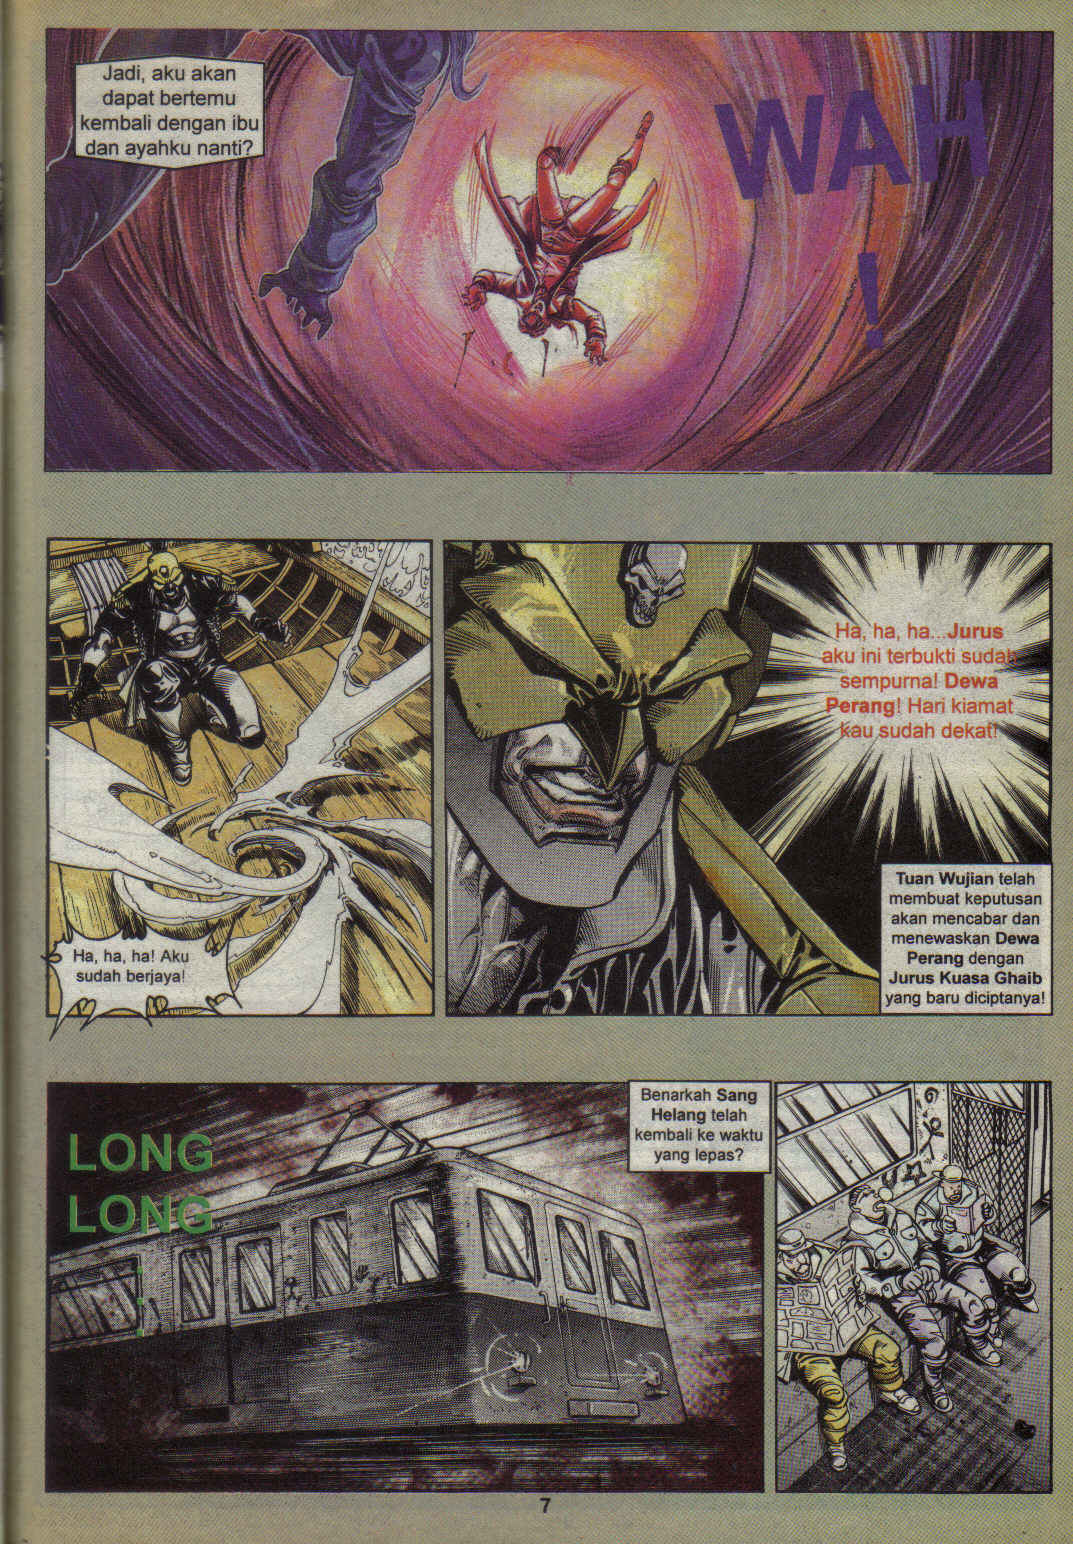 Jadi, aku akan
dapat bertemu
kembali dengan ibu
dan ayahku nanti?
WAH
!
Ha, ha, ha! Aku
sudah berjaya!
Ha, ha, ha...Jurus
aku ini terbukti sudah
sempurna! Dewa
Perang! Hari kiamat
kau sudah dekat!
Tuan Wujian telah
membuat keputusan
akan mencabar dan
menewaskan Dewa
Perang dengan
Jurus Kuasa Ghaib
yang baru diciptanya!
LONG
LONG
Benarkah Sang
Helang telah
kembali ke waktu
yang lepas?
7